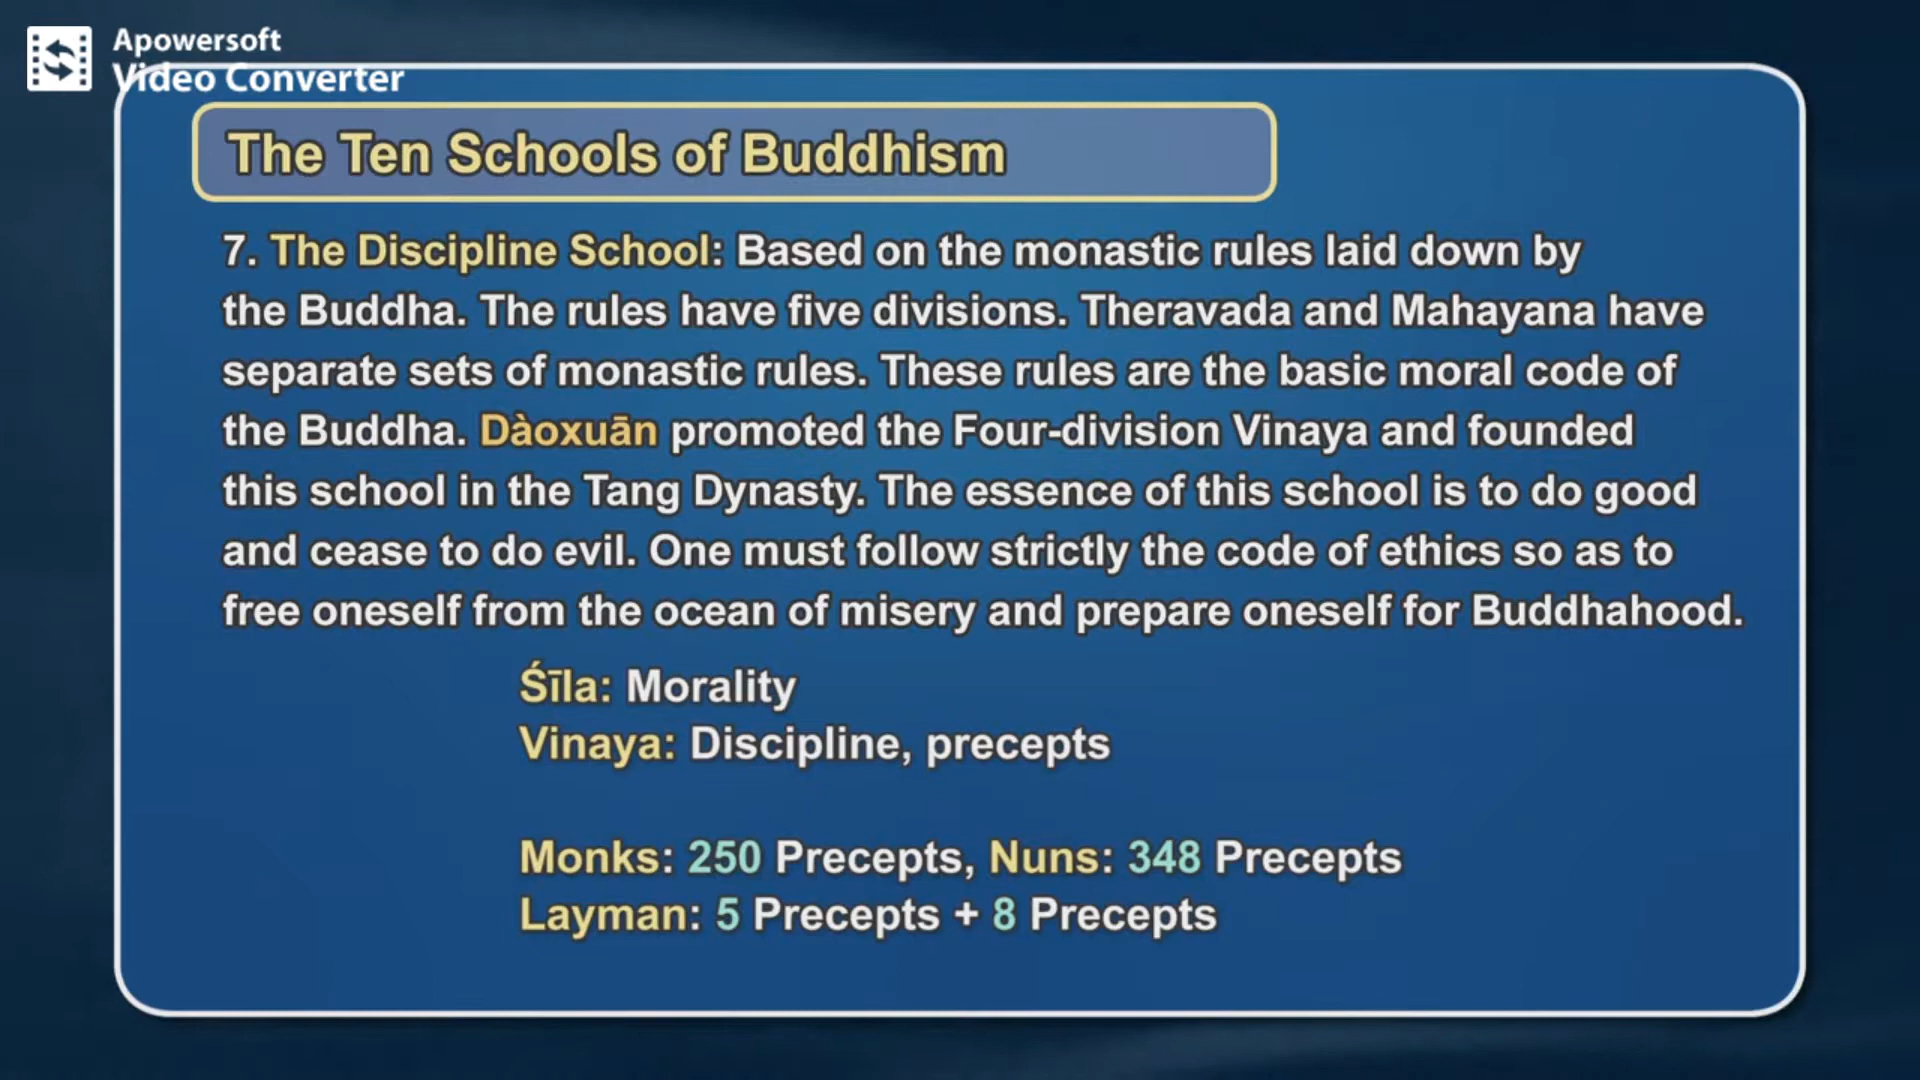 Apowersoft
Video Converter
The Ten Schools of Buddhism
7. The Discipline School: Based on the monastic rules laid down by
the Buddha. The rules have five divisions. Theravada and Mahayana have
separate sets of monastic rules. These rules are the basic moral code of
the Buddha. Dàoxuān promoted the Four-division Vinaya and founded
this school in the Tang Dynasty. The essence of this school is to do good
and cease to do evil. One must follow strictly the code of ethics so as to
free oneself from the ocean of misery and prepare oneself for Buddhahood.
Śīla: Morality
Vinaya: Discipline, precepts
Monks: 250 Precepts, Nuns: 348 Precepts
Layman: 5 Precepts + 8 Precepts